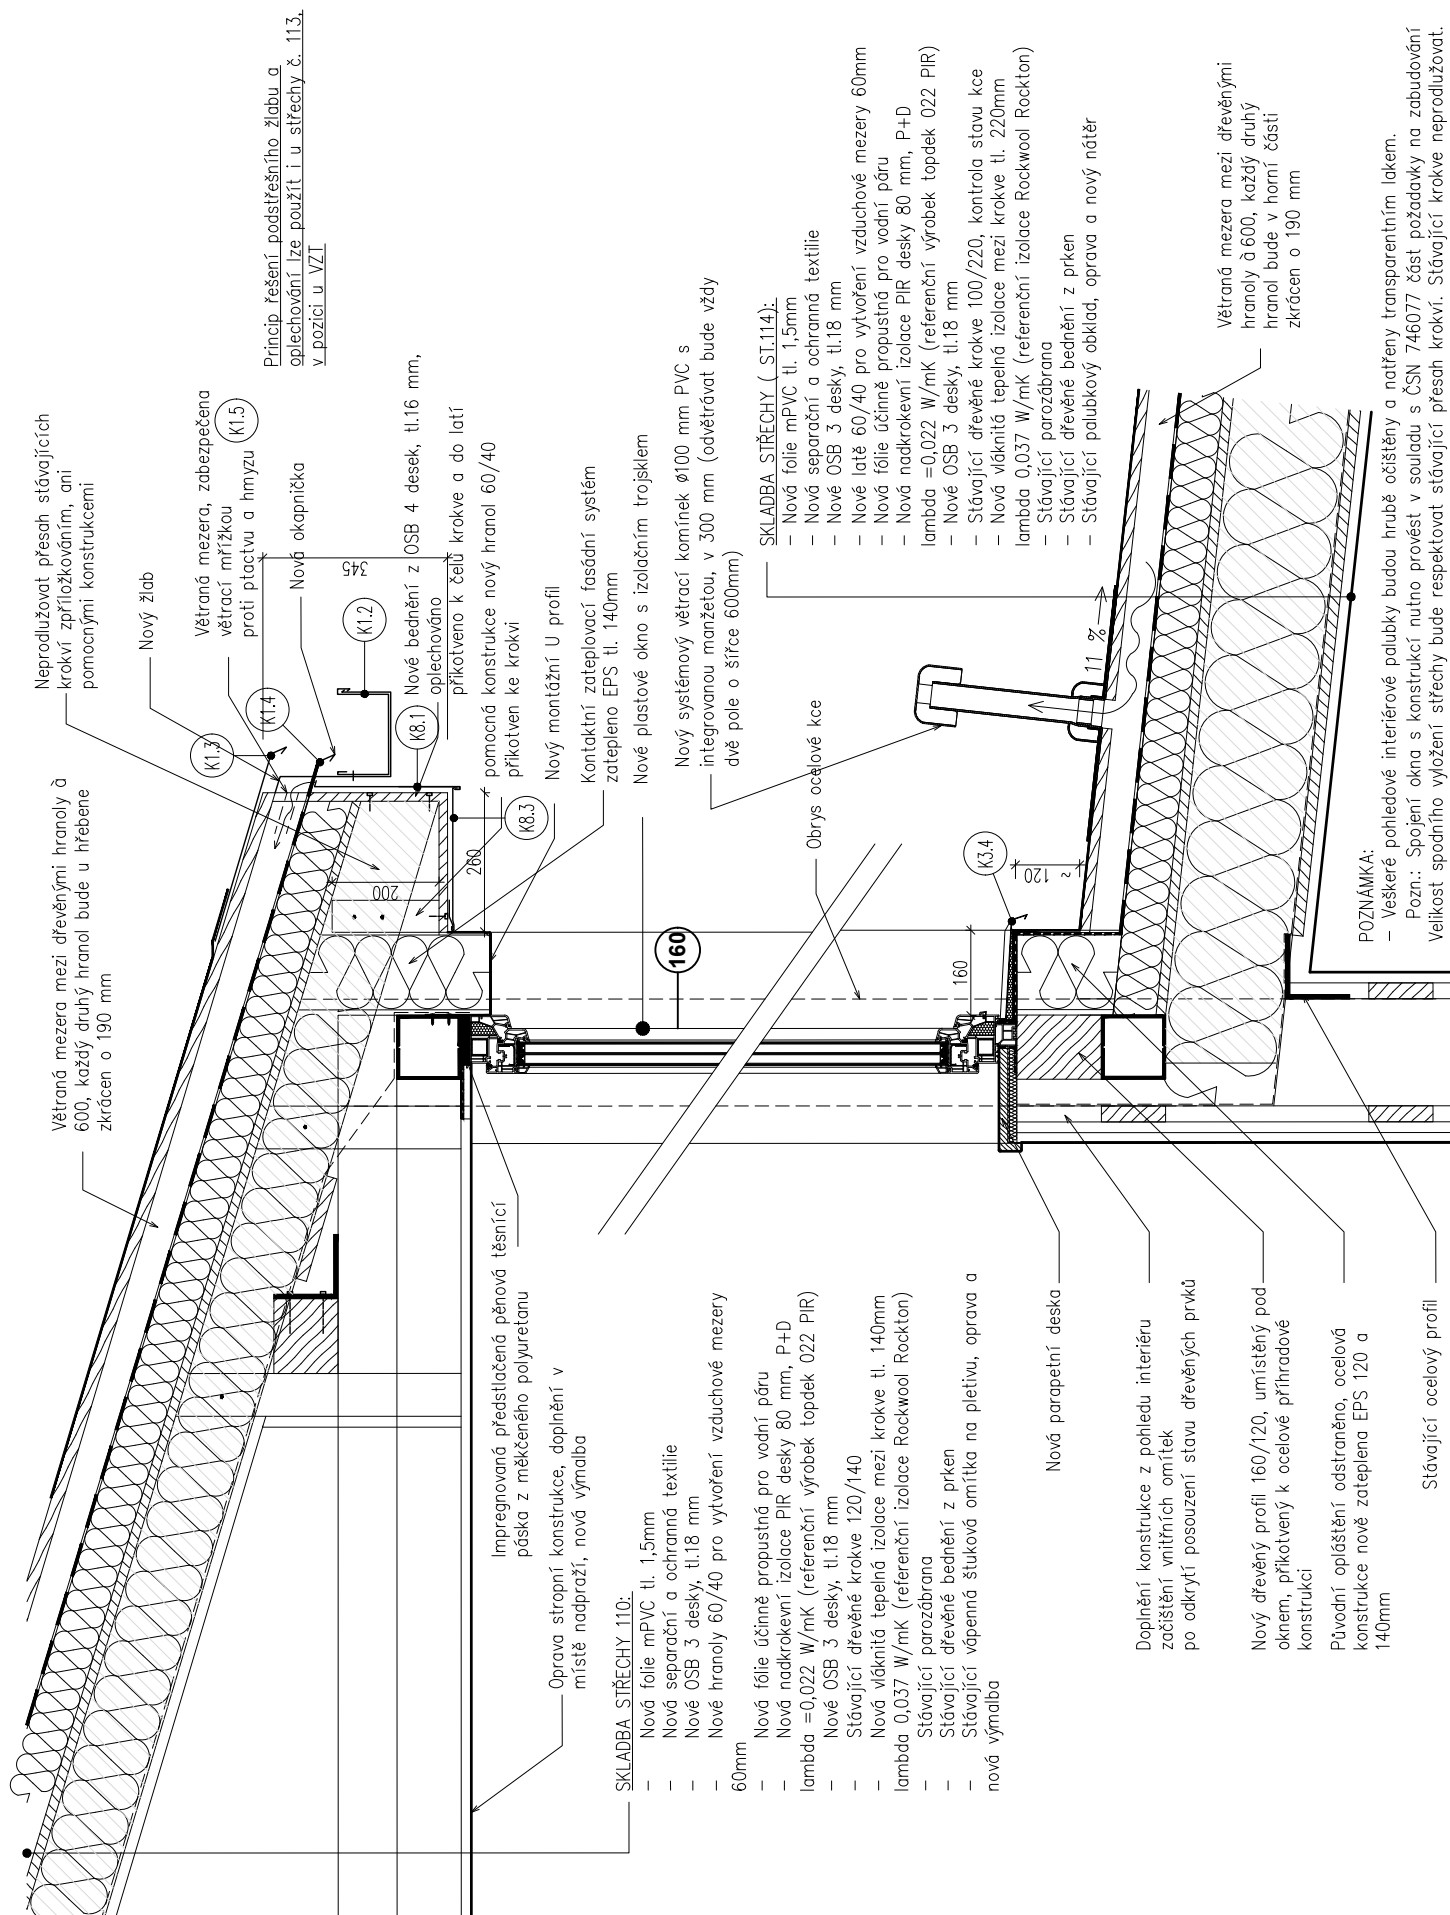 Princip řešení podstřešního žlabu a
oplechování lze použít i u střechy č. 113,
v pozici u VZT
Neprodlužovat přesah stávajících
krokví zpříložkováním, ani
pomocnými konstrukcemi
Nový žlab
Větraná mezera, zabezpečena
větrací mřížkou
proti ptactvu a hmyzu
K1.5
Nová okapnička
K1.2
K1.3
K1.4
K8.1
K8.3
345
200
260
Nové bednění z OSB 4 desek, tl.16 mm,
oplechováno
přikotveno k čelu krokve a do latí
pomocná konstrukce nový hranol 60/40
přikotven ke krokvi
Nový montážní U profil
Kontaktní zateplovací fasádní systém
zatepleno EPS tl. 140mm
Nové plastové okno s izolačním trojsklem
Nový systémový větrací komínek ø100 mm PVC s
integrovanou manžetou, v 300 mm (odvětrávat bude vždy
dvě pole o šířce 600mm)
Větraná mezera mezi dřevěnými hranoly à
600, každý druhý hranol bude u hřebene
zkrácen o 190 mm
Obrys ocelové kce
160
K3.4
120
~
160
11 %
SKLADBA STŘECHY ( ST.114):
- Nová folie mPVC tl. 1,5mm
- Nová separační a ochranná textilie
- Nové OSB 3 desky, tl.18 mm
- Nové latě 60/40 pro vytvoření vzduchové mezery 60mm
- Nová fólie účinně propustná pro vodní páru
- Nová nadkrokevní izolace PIR desky 80 mm, P+D
lambda =0,022 W/mK (referenční výrobek topdek 022 PIR)
- Nové OSB 3 desky, tl.18 mm
- Stávající dřevěné krokve 100/220, kontrola stavu kce
- Nová vláknitá tepelná izolace mezi krokve tl. 220mm
lambda 0,037 W/mK (referenční izolace Rockwool Rockton)
- Stávající parozábrana
- Stávající dřevěné bednění z prken
- Stávající palubkový obklad, oprava a nový nátěr
Větraná mezera mezi dřevěnými
hranoly à 600, každý druhý
hranol bude v horní části
zkrácen o 190 mm
POZNÁMKA:
- Veškeré pohledové interiérové palubky budou hrubě očištěny a natřeny transparentním lakem.
Pozn.: Spojení okna s konstrukcí nutno provést v souladu s ČSN 746077 část požadavky na zabudování
Velikost spodního vyložení střechy bude respektovat stávající přesah krokví. Stávající krokve neprodlužovat.
Impregnovaná předstlačená pěnová těsnící
páska z měkčeného polyuretanu
Oprava stropní konstrukce, doplnění v
místě nadpraží, nová výmalba
SKLADBA STŘECHY 110:
- Nová folie mPVC tl. 1,5mm
- Nová separační a ochranná textilie
- Nové OSB 3 desky, tl.18 mm
- Nové hranoly 60/40 pro vytvoření vzduchové mezery
60mm
- Nová fólie účinně propustná pro vodní páru
- Nová nadkrokevní izolace PIR desky 80 mm, P+D
lambda =0,022 W/mK (referenční výrobek topdek 022 PIR)
- Nové OSB 3 desky, tl.18 mm
- Stávající dřevěné krokve 120/140
- Nová vláknitá tepelná izolace mezi krokve tl. 140mm
lambda 0,037 W/mK (referenční izolace Rockwool Rockton)
- Stávající parozábrana
- Stávající dřevěné bednění z prken
- Stávající vápenná štuková omítka na pletivu, oprava a
nová výmalba
Nová parapetní deska
Doplnění konstrukce z pohledu interiéru
začištění vnitřních omítek
po odkrytí posouzení stavu dřevěných prvků
Nový dřevěný profil 160/120, umístěný pod
oknem, přikotvený k ocelové příhradové
konstrukci
Původní opláštění odstraněno, ocelová
konstrukce nově zateplena EPS 120 a
140mm
Stávající ocelový profil